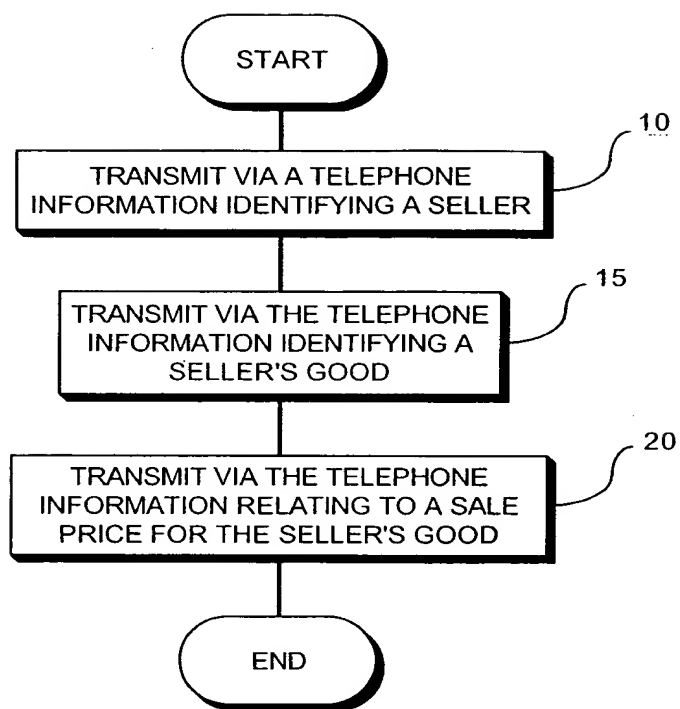 START
10
TRANSMIT VIA A TELEPHONE
INFORMATION IDENTIFYING A SELLER
15
TRANSMIT VIA THE TELEPHONE
INFORMATION IDENTIFYING A
SELLER'S GOOD
20
TRANSMIT VIA THE TELEPHONE
INFORMATION RELATING TO A SALE
PRICE FOR THE SELLER'S GOOD
END